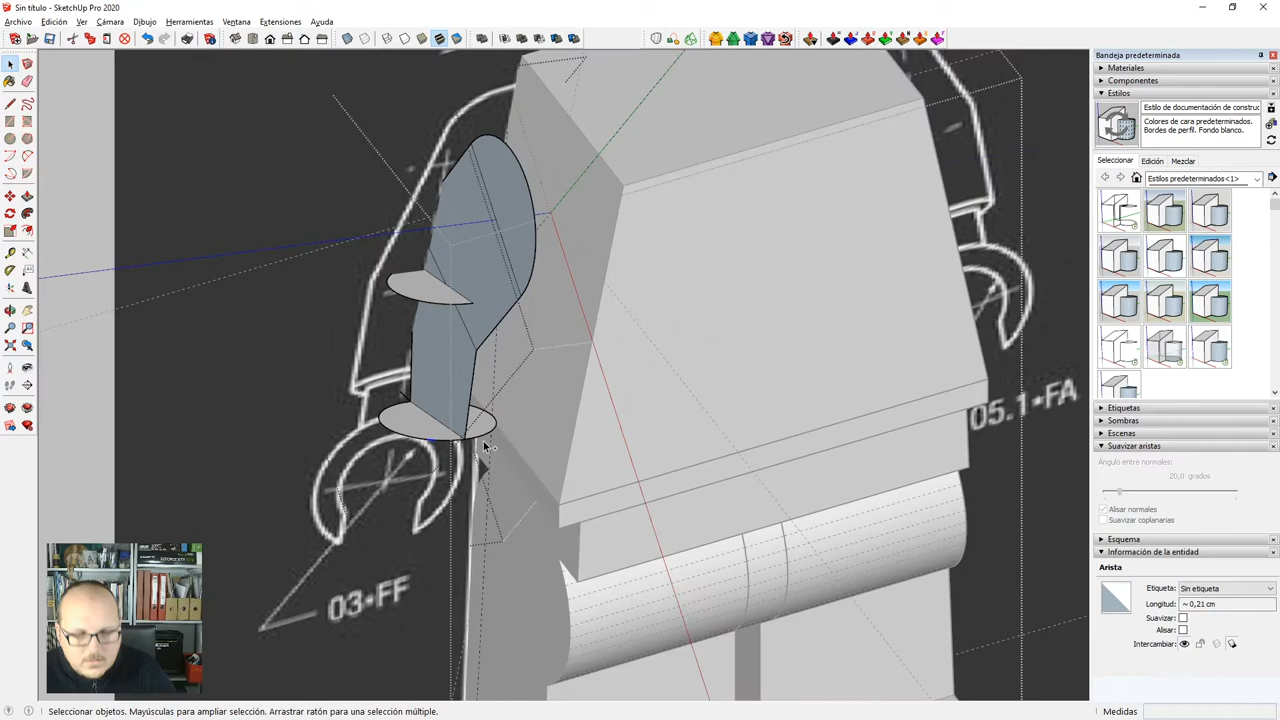 Sin título - SketchUp Pro 2020
Archivo Edición Ver Cámara Dibujo Herramientas Ventana Extensiones Ayuda
Bandeja predeterminada
Materiales
Componentes
Estilos
Estilo de documentación de construc
Colores de cara predeterminados.
Bordes de perfil. Fondo blanco.
Seleccionar Edición Mezclar
Estilos predeterminados<1>
05.1•FA
03•FF
Etiquetas
Sombras
Escenas
Suavizar aristas
Ángulo entre normales:
20,0 grados
Alisar normales
Suavizar coplanarias
Esquema
Información de la entidad
Arista
Etiqueta: Sin etiqueta
Longitud: ~ 0,21 cm
Suavizar:
Alisar:
Intercambiar:
Seleccionar objetos. Mayúsculas para ampliar selección. Arrastrar ratón para una selección múltiple.
Medidas